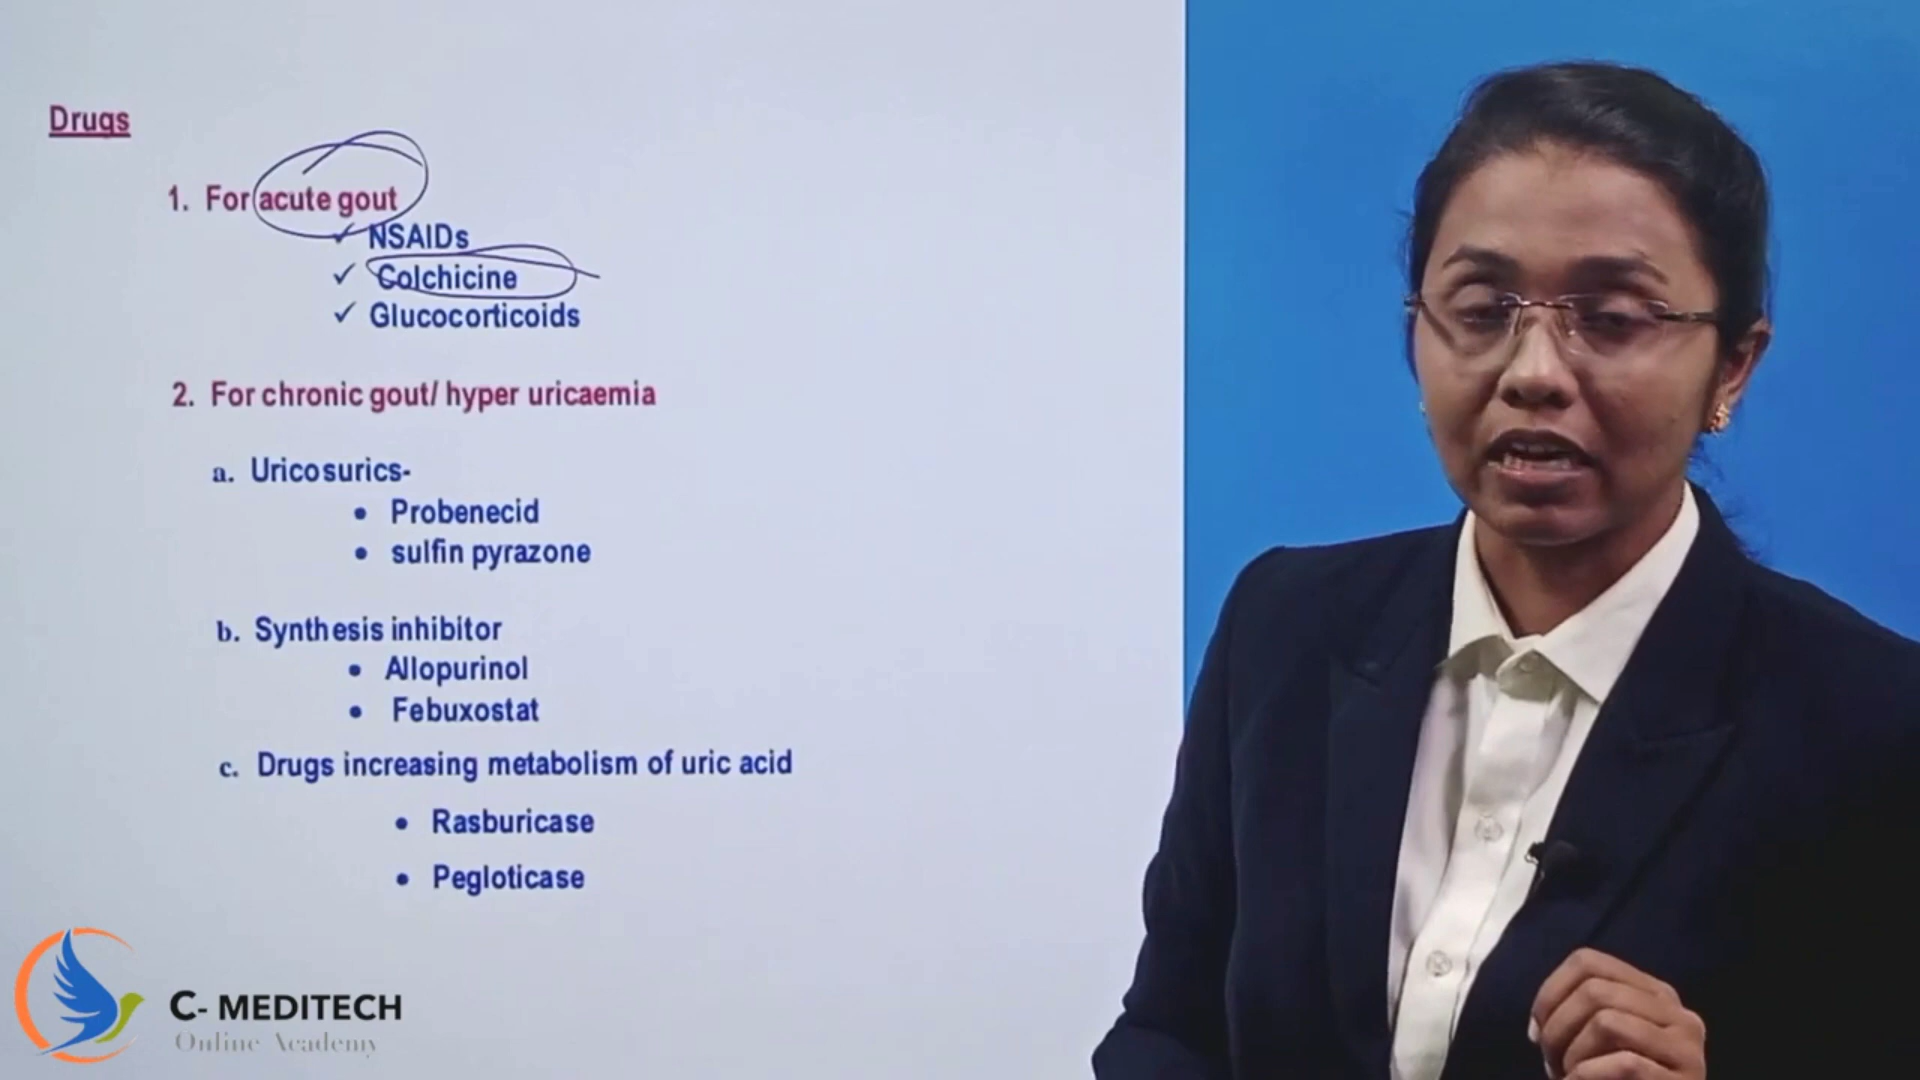 Drugs
1. For acute gout
✓ NSAIDs
✓ Colchicine
✓ Glucocorticoids
2. For chronic gout/ hyper uricaemia
a. Uricosurics-
• Probenecid
• sulfin pyrazone
b. Synthesis inhibitor
• Allopurinol
• Febuxostat
c. Drugs increasing metabolism of uric acid
• Rasburicase
• Pegloticase
C- MEDITECH
Online Academy